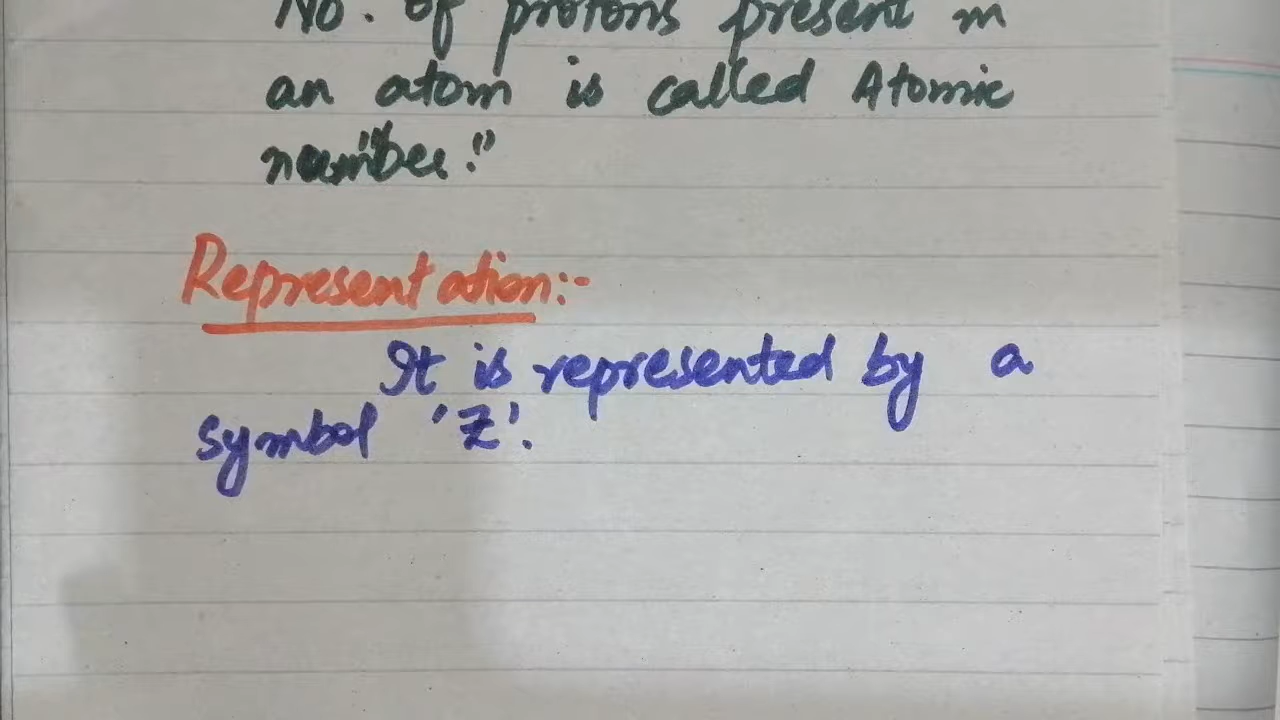 No. of protons present in
an atom is called Atomic
number."
Representation:-
It is represented by a
symbol 'Z'.